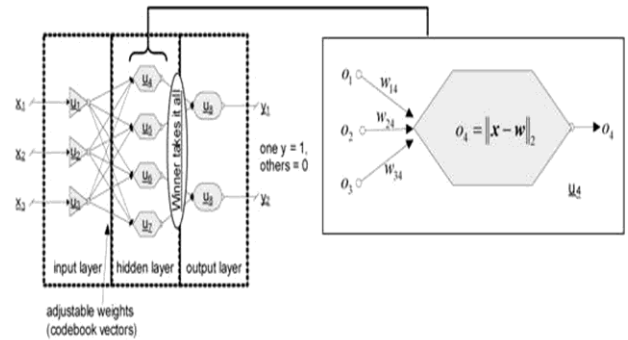 x1
x2
x3
u1
u2
u3
u4
u5
u6
u7
Winner takes it all
u8
y1
y2
one y = 1,
others = 0
input layer
hidden layer
output layer
adjustable weights
(codebook vectors)
o1
o2
o3
w14
w24
w34
o4 = ||x − w||2
o4
u4